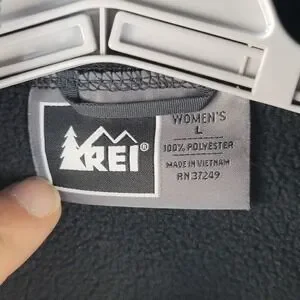 REI®
WOMEN'S
L
100% POLYESTER
MADE IN VIETNAM
RN 37249